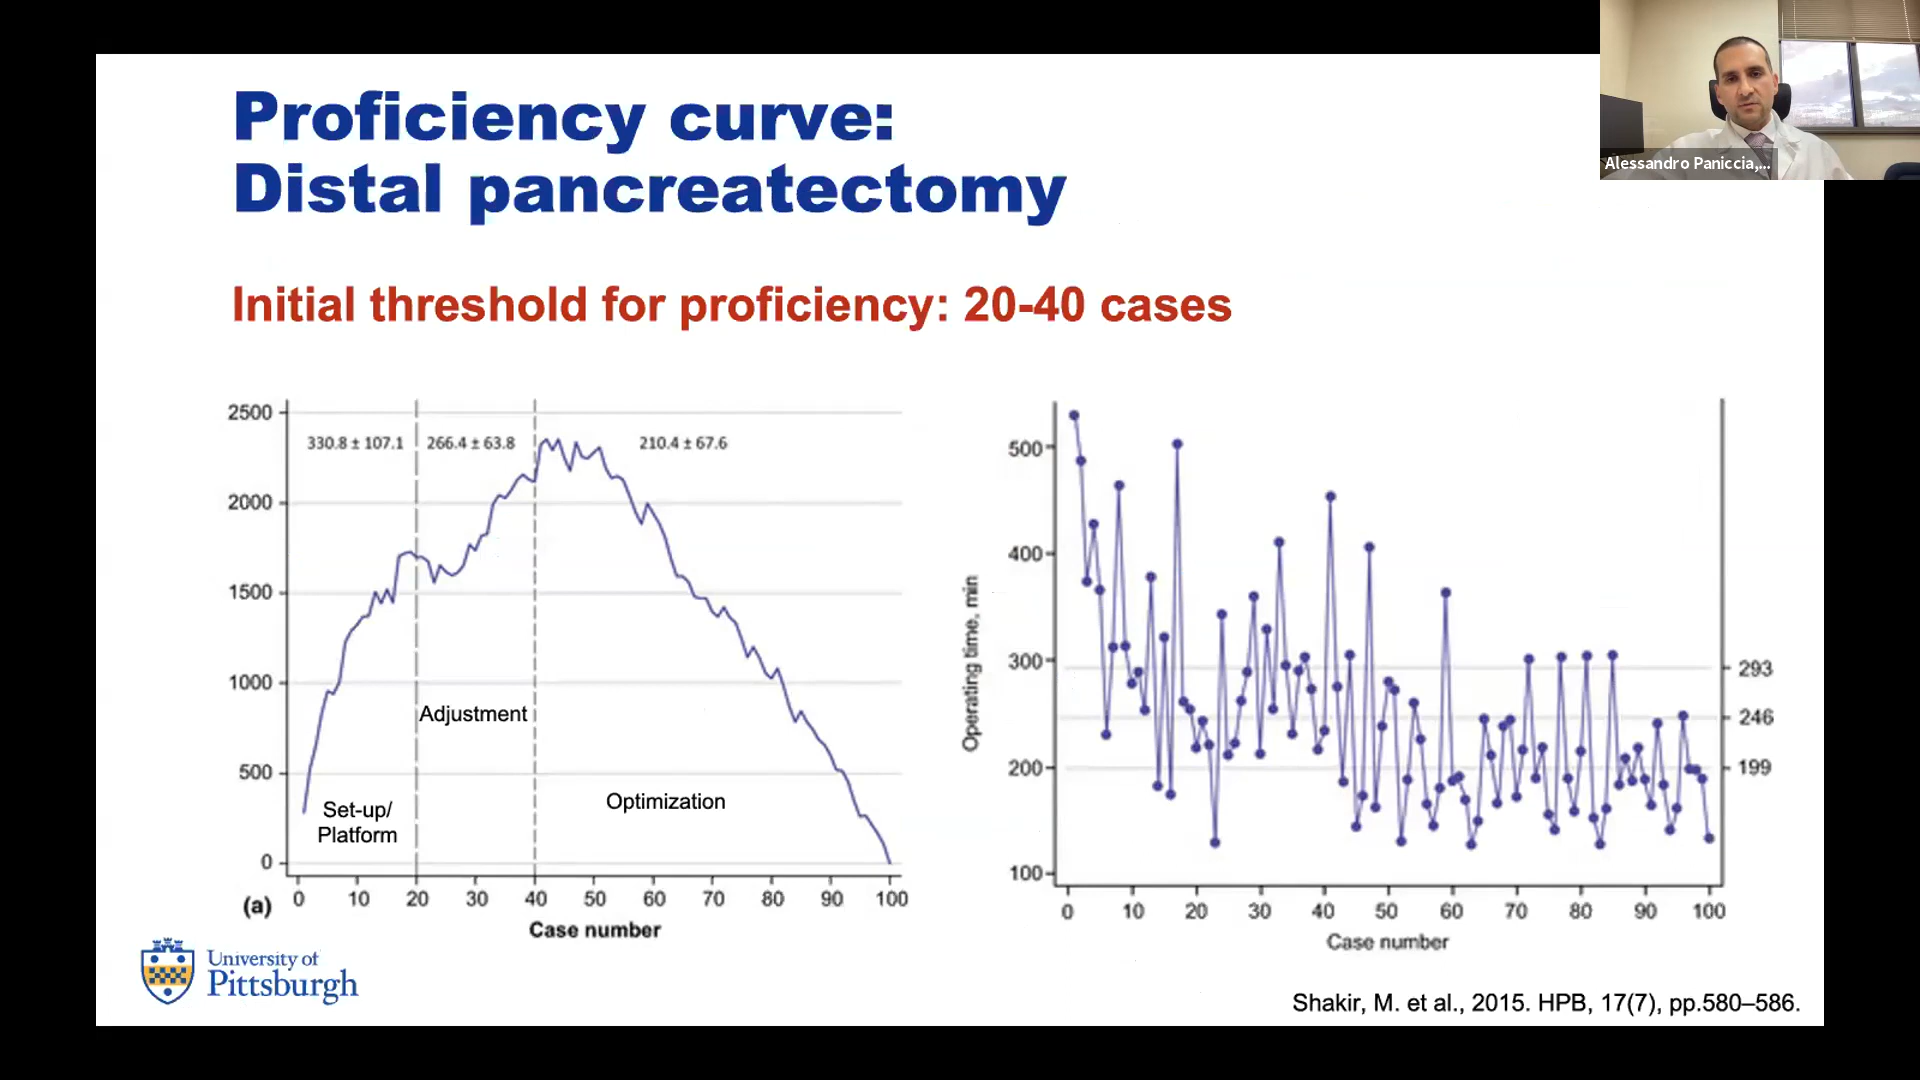 Proficiency curve:
Distal pancreatectomy
Alessandro Paniccia,...
Initial threshold for proficiency: 20-40 cases
2500
2000
1500
1000
500
0
330.8 ± 107.1
266.4 ± 63.8
210.4 ± 67.6
Adjustment
Set-up/
Platform
Optimization
0 10 20 30 40 50 60 70 80 90 100
(a)
Case number
Operating time, min
500
400
300
200
100
293
246
199
0 10 20 30 40 50 60 70 80 90 100
Case number
University of
Pittsburgh
Shakir, M. et al., 2015. HPB, 17(7), pp.580–586.